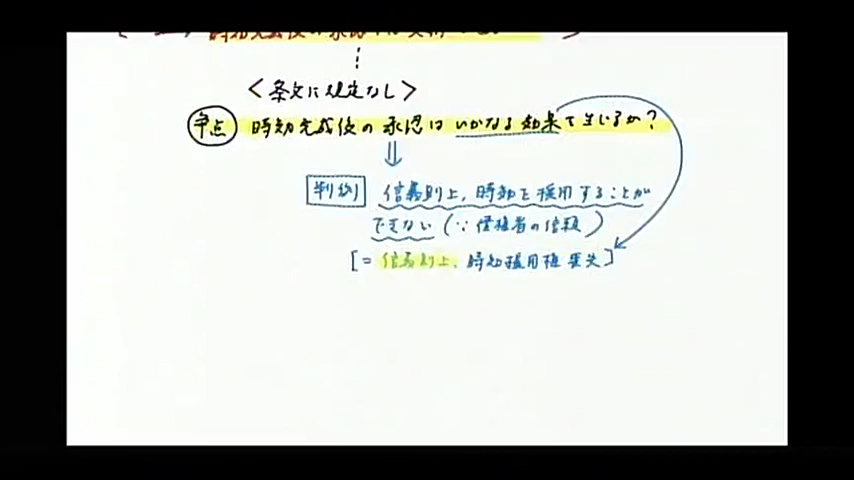 <条文に規定なし>
争点 時効完成後の承認はいかなる効果で生じるか?
判例 信義則上、時効を援用することが
できない(∵債権者の信頼)
[=信義則上、時効援用権喪失]